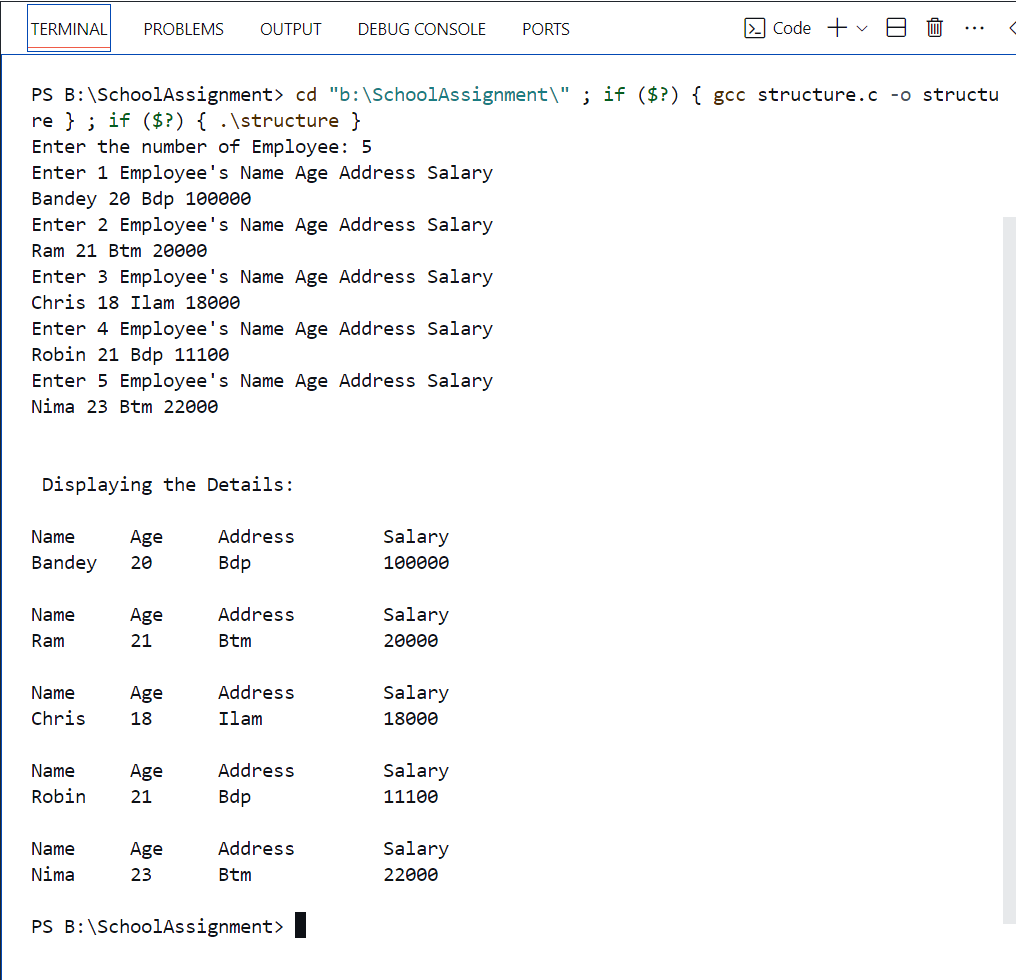 TERMINAL PROBLEMS OUTPUT DEBUG CONSOLE PORTS Code
PS B:\SchoolAssignment> cd "b:\SchoolAssignment\" ; if ($?) { gcc structure.c -o structu
re } ; if ($?) { .\structure }
Enter the number of Employee: 5
Enter 1 Employee's Name Age Address Salary
Bandey 20 Bdp 100000
Enter 2 Employee's Name Age Address Salary
Ram 21 Btm 20000
Enter 3 Employee's Name Age Address Salary
Chris 18 Ilam 18000
Enter 4 Employee's Name Age Address Salary
Robin 21 Bdp 11100
Enter 5 Employee's Name Age Address Salary
Nima 23 Btm 22000
Displaying the Details:
Name Age Address Salary
Bandey 20 Bdp 100000
Name Age Address Salary
Ram 21 Btm 20000
Name Age Address Salary
Chris 18 Ilam 18000
Name Age Address Salary
Robin 21 Bdp 11100
Name Age Address Salary
Nima 23 Btm 22000
PS B:\SchoolAssignment>